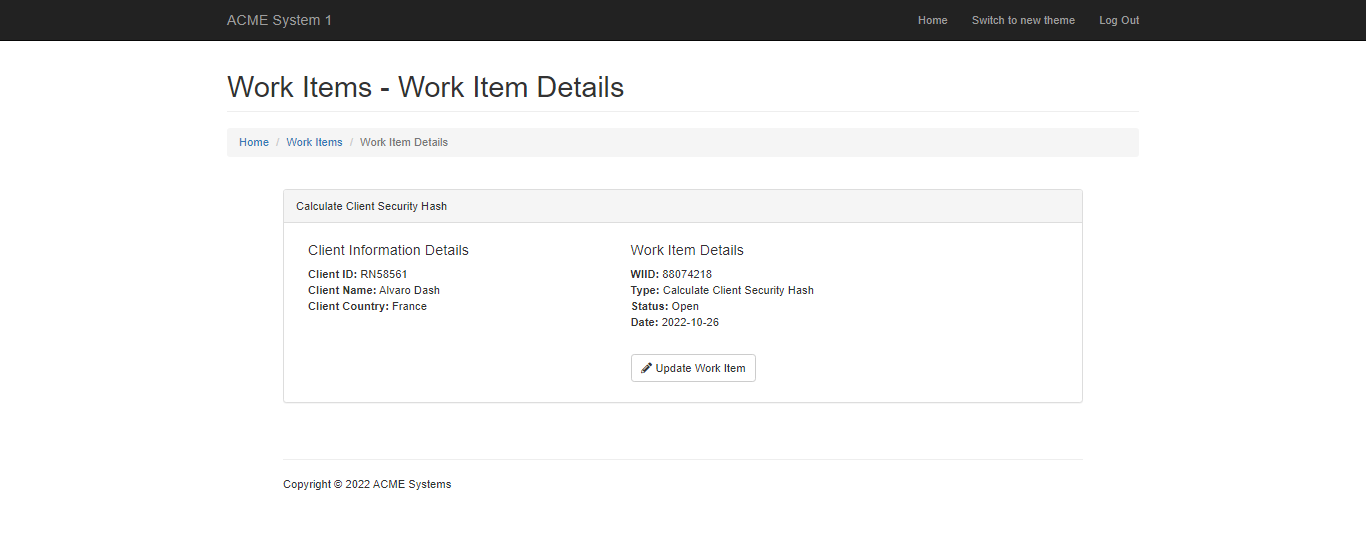 ACME System 1 Home Switch to new theme Log Out
Work Items - Work Item Details
Home / Work Items / Work Item Details
Calculate Client Security Hash
Client Information Details
Client ID: RN58561
Client Name: Alvaro Dash
Client Country: France
Work Item Details
WIID: 88074218
Type: Calculate Client Security Hash
Status: Open
Date: 2022-10-26
Update Work Item
Copyright © 2022 ACME Systems